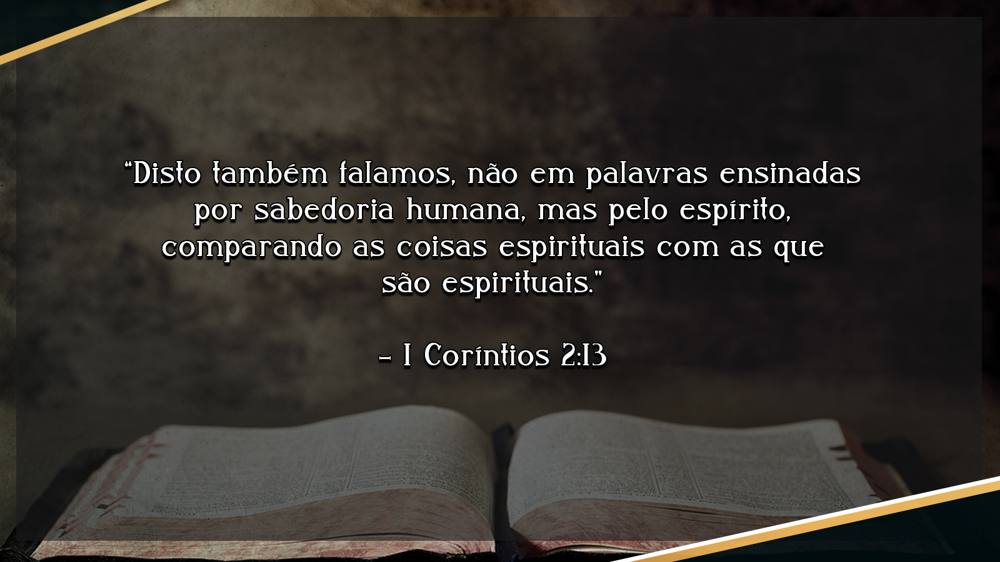 “Disto também falamos, não em palavras ensinadas
por sabedoria humana, mas pelo espírito,
comparando as coisas espirituais com as que
são espirituais.”
- 1 Coríntios 2:13